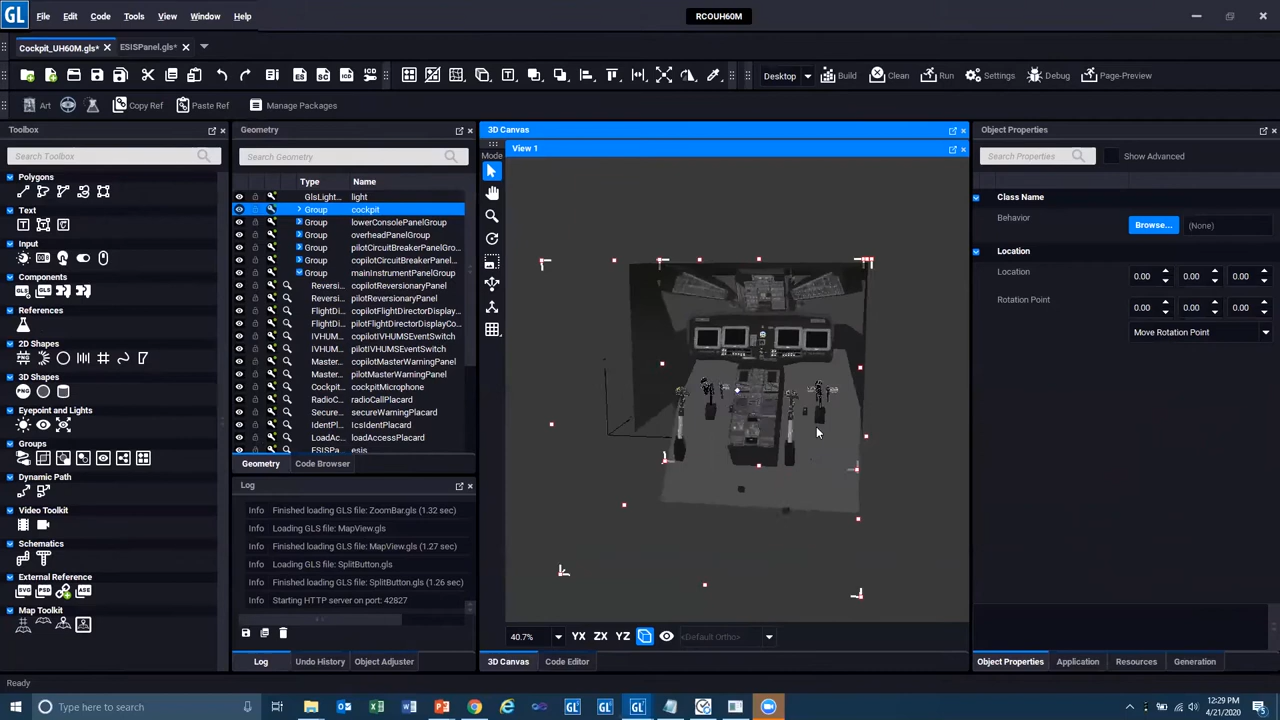 GL File Edit Code Tools View Window Help RCOUH60M
Cockpit_UH60M.gls* ESISPanel.gls*
Desktop Build Clean Run Settings Debug Page-Preview
Art Copy Ref Paste Ref Manage Packages
Toolbox
Search Toolbox
Polygons
Text
Input
Components
References
2D Shapes
3D Shapes
Eyepoint and Lights
Groups
Dynamic Path
Video Toolkit
Schematics
External Reference
Map Toolkit
Geometry
Search Geometry
Type Name
GlsLight... light
Group cockpit
Group lowerConsolePanelGroup
Group overheadPanelGroup
Group pilotCircuitBreakerPanelGro...
Group copilotCircuitBreakerPanel...
Group mainInstrumentPanelGroup
Reversi... copilotReversionaryPanel
Reversi... pilotReversionaryPanel
FlightDi... copilotFlightDirectorDisplay...
FlightDi... pilotFlightDirectorDisplayCo...
Reversi... copilotIVHUMSEventSwitch
Reversi... pilotIVHUMSEventSwitch
Master... copilotMasterWarningPanel
Master... pilotMasterWarningPanel
Cockpit... cockpitMicrophone
RadioC... radioCallPlacard
Secure... secureWarningPlacard
IdentPl... IcsIdentPlacard
LoadAc... loadAccessPlacard
ESISPa... esis
Geometry Code Browser
Log
Info Finished loading GLS file: ZoomBar.gls (1.32 sec)
Info Loading GLS file: MapView.gls
Info Finished loading GLS file: MapView.gls (1.27 sec)
Info Loading GLS file: SplitButton.gls
Info Finished loading GLS file: SplitButton.gls (1.26 sec)
Info Starting HTTP server on port: 42827
Log Undo History Object Adjuster
3D Canvas
View 1
Mode
40.7% YX ZX YZ <Default Ortho>
3D Canvas Code Editor
Object Properties
Search Properties Show Advanced
Class Name
Behavior Browse... (None)
Location
Location 0.00 0.00 0.00
Rotation Point 0.00 0.00 0.00
Move Rotation Point
Object Properties Application Resources Generation
Ready
Type here to search
12:29 PM
4/21/2020